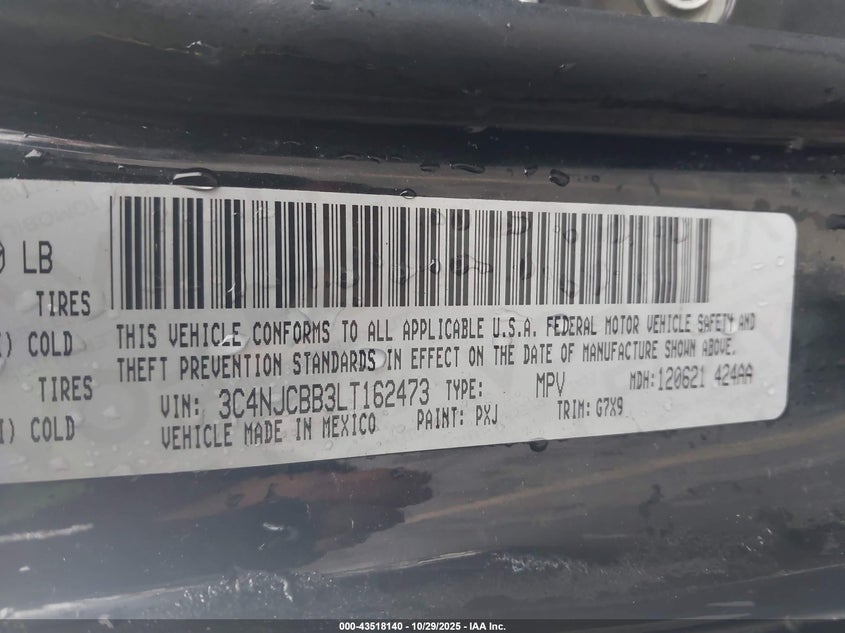 0 LB
TIRES
) COLD
TIRES
I) COLD
THIS VEHICLE CONFORMS TO ALL APPLICABLE U.S.A. FEDERAL MOTOR VEHICLE SAFETY AND
THEFT PREVENTION STANDARDS IN EFFECT ON THE DATE OF MANUFACTURE SHOWN ABOVE.
VIN: 3C4NJCBB3LT162473 TYPE: MPV MDH: 120621 424AA
VEHICLE MADE IN MEXICO PAINT: PXJ TRIM: G7X9
000-43518140 - 10/29/2025 - IAA Inc.